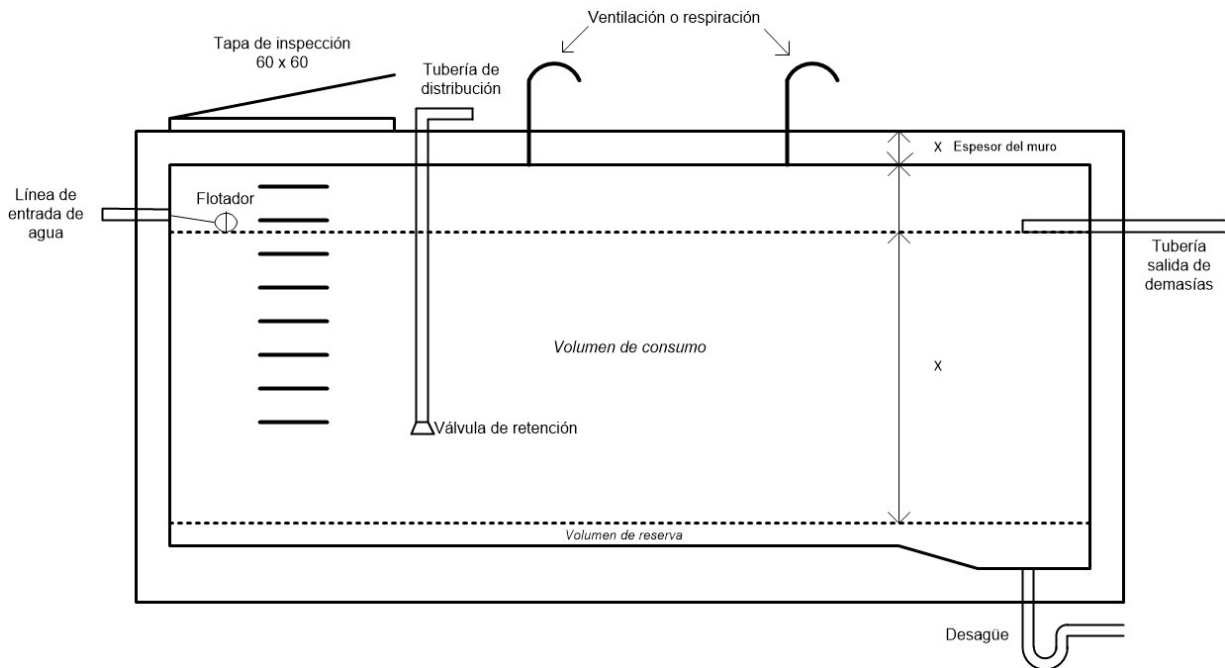 Ventilación o respiración
Tapa de inspección
60 x 60
Tubería de
distribución
X Espesor del muro
Línea de
entrada de
agua
Flotador
Tubería
salida de
demasías
Volumen de consumo
X
Válvula de retención
Volumen de reserva
Desagüe